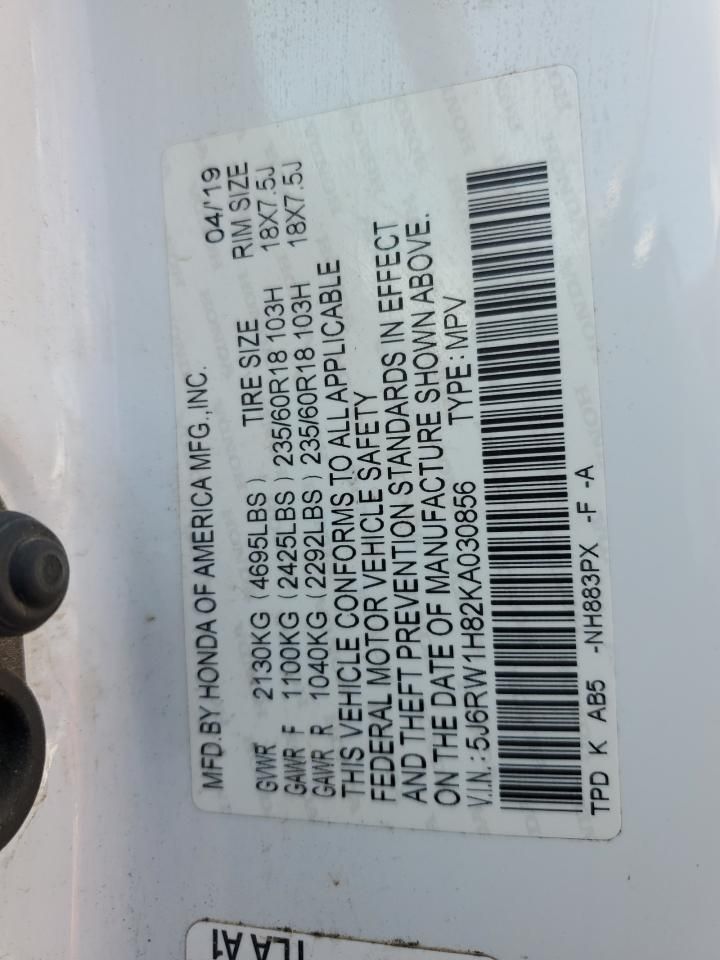 MFD.BY HONDA OF AMERICA MFG.,INC. 04/'19
GVWR 2130KG (4695LBS) TIRE SIZE RIM SIZE
GAWR F 1100KG (2425LBS) 235/60R18 103H 18X7.5J
GAWR R 1040KG (2292LBS) 235/60R18 103H 18X7.5J
THIS VEHICLE CONFORMS TO ALL APPLICABLE
FEDERAL MOTOR VEHICLE SAFETY
AND THEFT PREVENTION STANDARDS IN EFFECT
ON THE DATE OF MANUFACTURE SHOWN ABOVE.
V.I.N.:5J6RW1H82KA030856 TYPE:MPV
TPD K AB5 -NH883PX -F -A